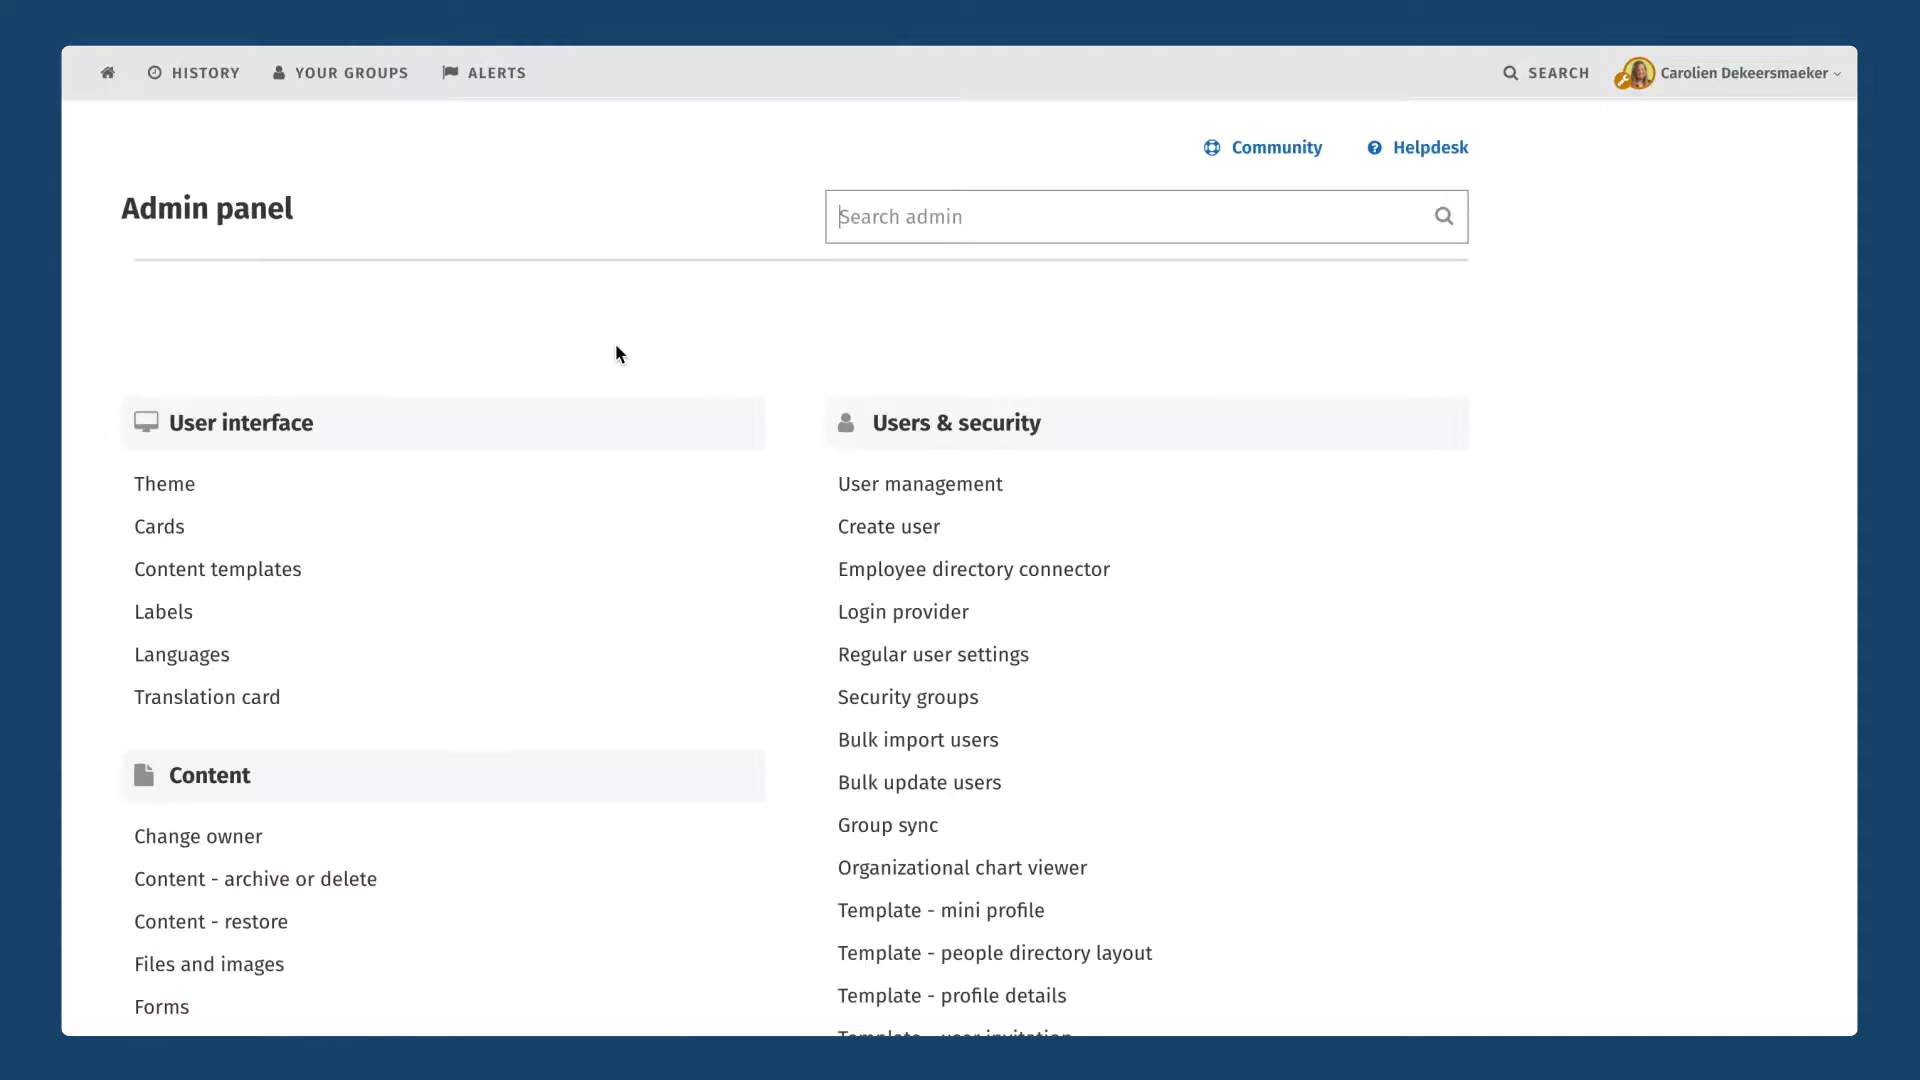 HISTORY YOUR GROUPS ALERTS SEARCH Carolien Dekeersmaeker
Community Helpdesk
Admin panel
Search admin
User interface
Theme
Cards
Content templates
Labels
Languages
Translation card
Content
Change owner
Content - archive or delete
Content - restore
Files and images
Forms
Users & security
User management
Create user
Employee directory connector
Login provider
Regular user settings
Security groups
Bulk import users
Bulk update users
Group sync
Organizational chart viewer
Template - mini profile
Template - people directory layout
Template - profile details
Template - user invitation